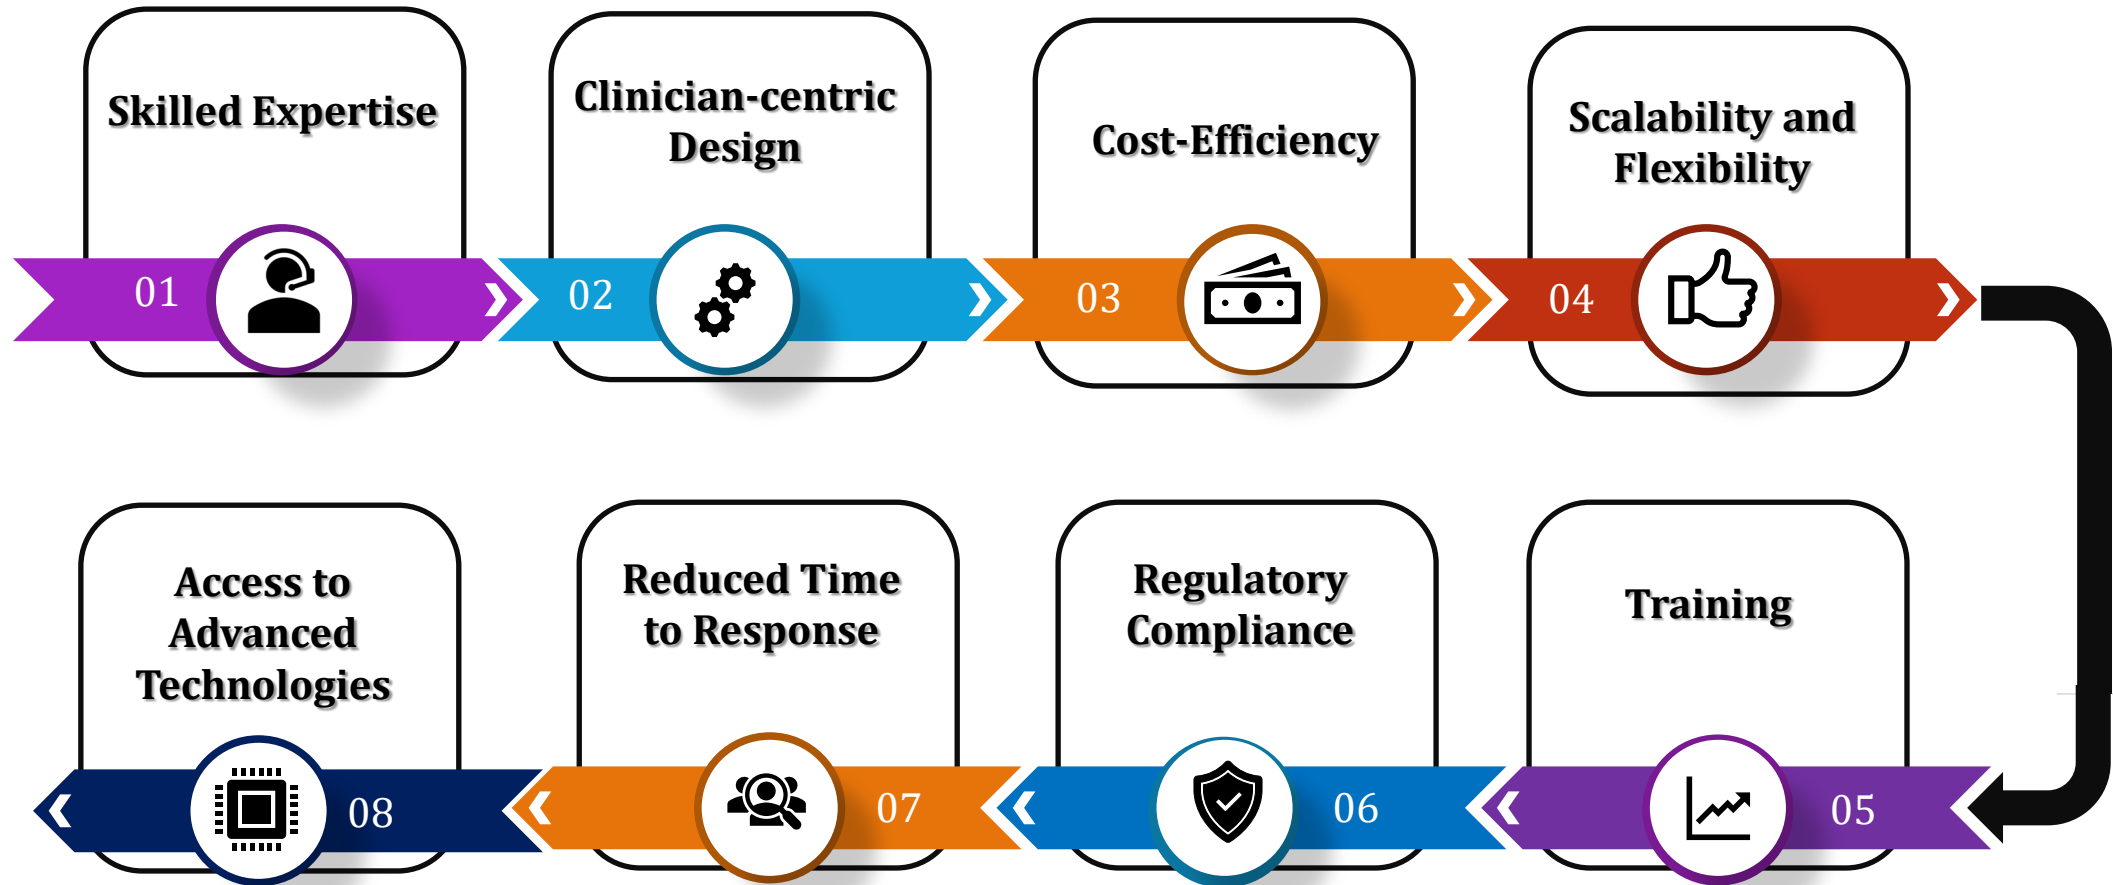 Skilled Expertise
01
Clinician-centric
Design
02
Cost-Efficiency
03
Scalability and
Flexibility
04
Training
05
Regulatory
Compliance
06
Reduced Time
to Response
07
Access to
Advanced
Technologies
08